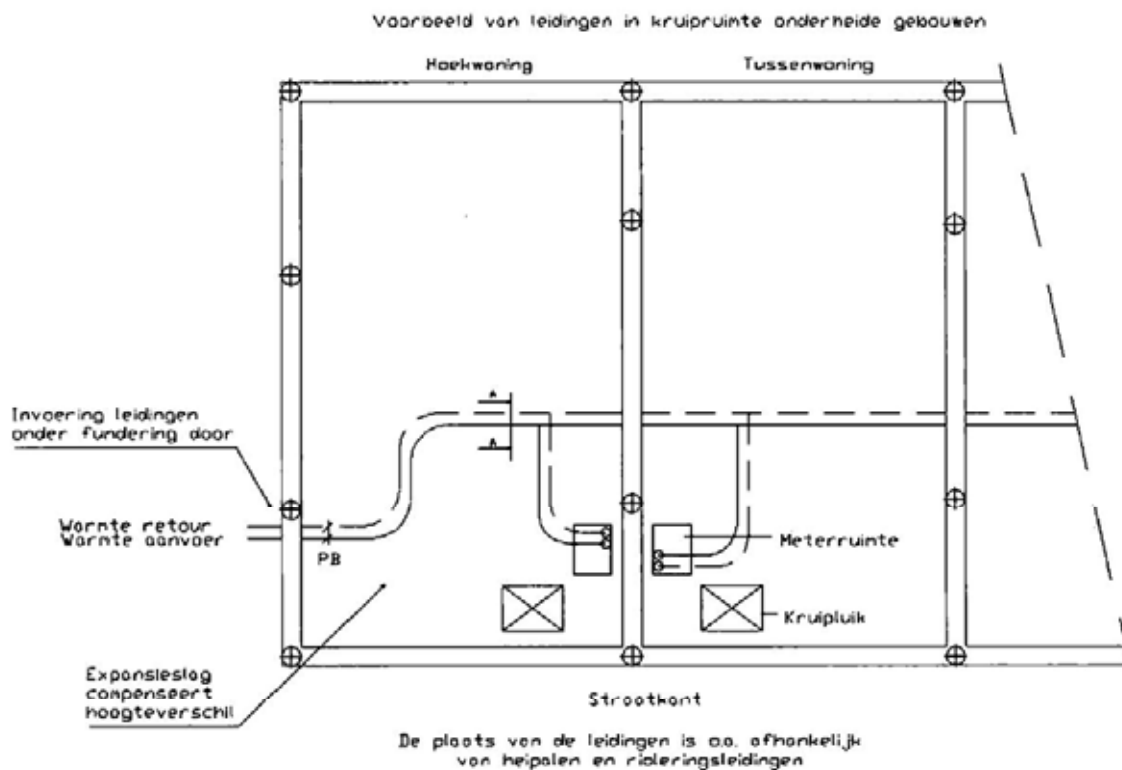 Voorbeeld van leidingen in kruipruimte onderheide gebouwen
Hoekwoning
Tussenwoning
Invoering leidingen
onder fundering door
A
A
Warmte retour
Warmte aanvoer
PB
Meterruimte
Kruipluik
Expansieslag
compenseert
hoogteverschil
Straatkant
De plaats van de leidingen is o.a. afhankelijk
van heipalen en rioleringsleidingen